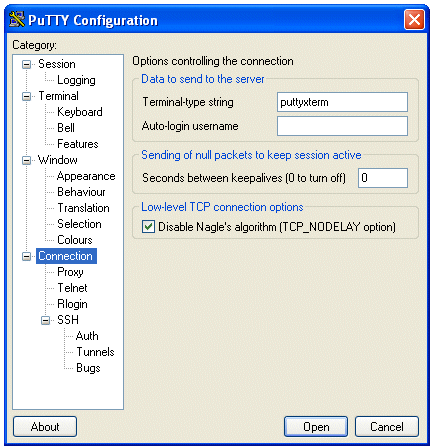 PuTTY Configuration
Category:
Session
Logging
Terminal
Keyboard
Bell
Features
Window
Appearance
Behaviour
Translation
Selection
Colours
Connection
Proxy
Telnet
Rlogin
SSH
Auth
Tunnels
Bugs
Options controlling the connection
Data to send to the server
Terminal-type string puttyxterm
Auto-login username
Sending of null packets to keep session active
Seconds between keepalives (0 to turn off) 0
Low-level TCP connection options
Disable Nagle's algorithm (TCP_NODELAY option)
About Open Cancel